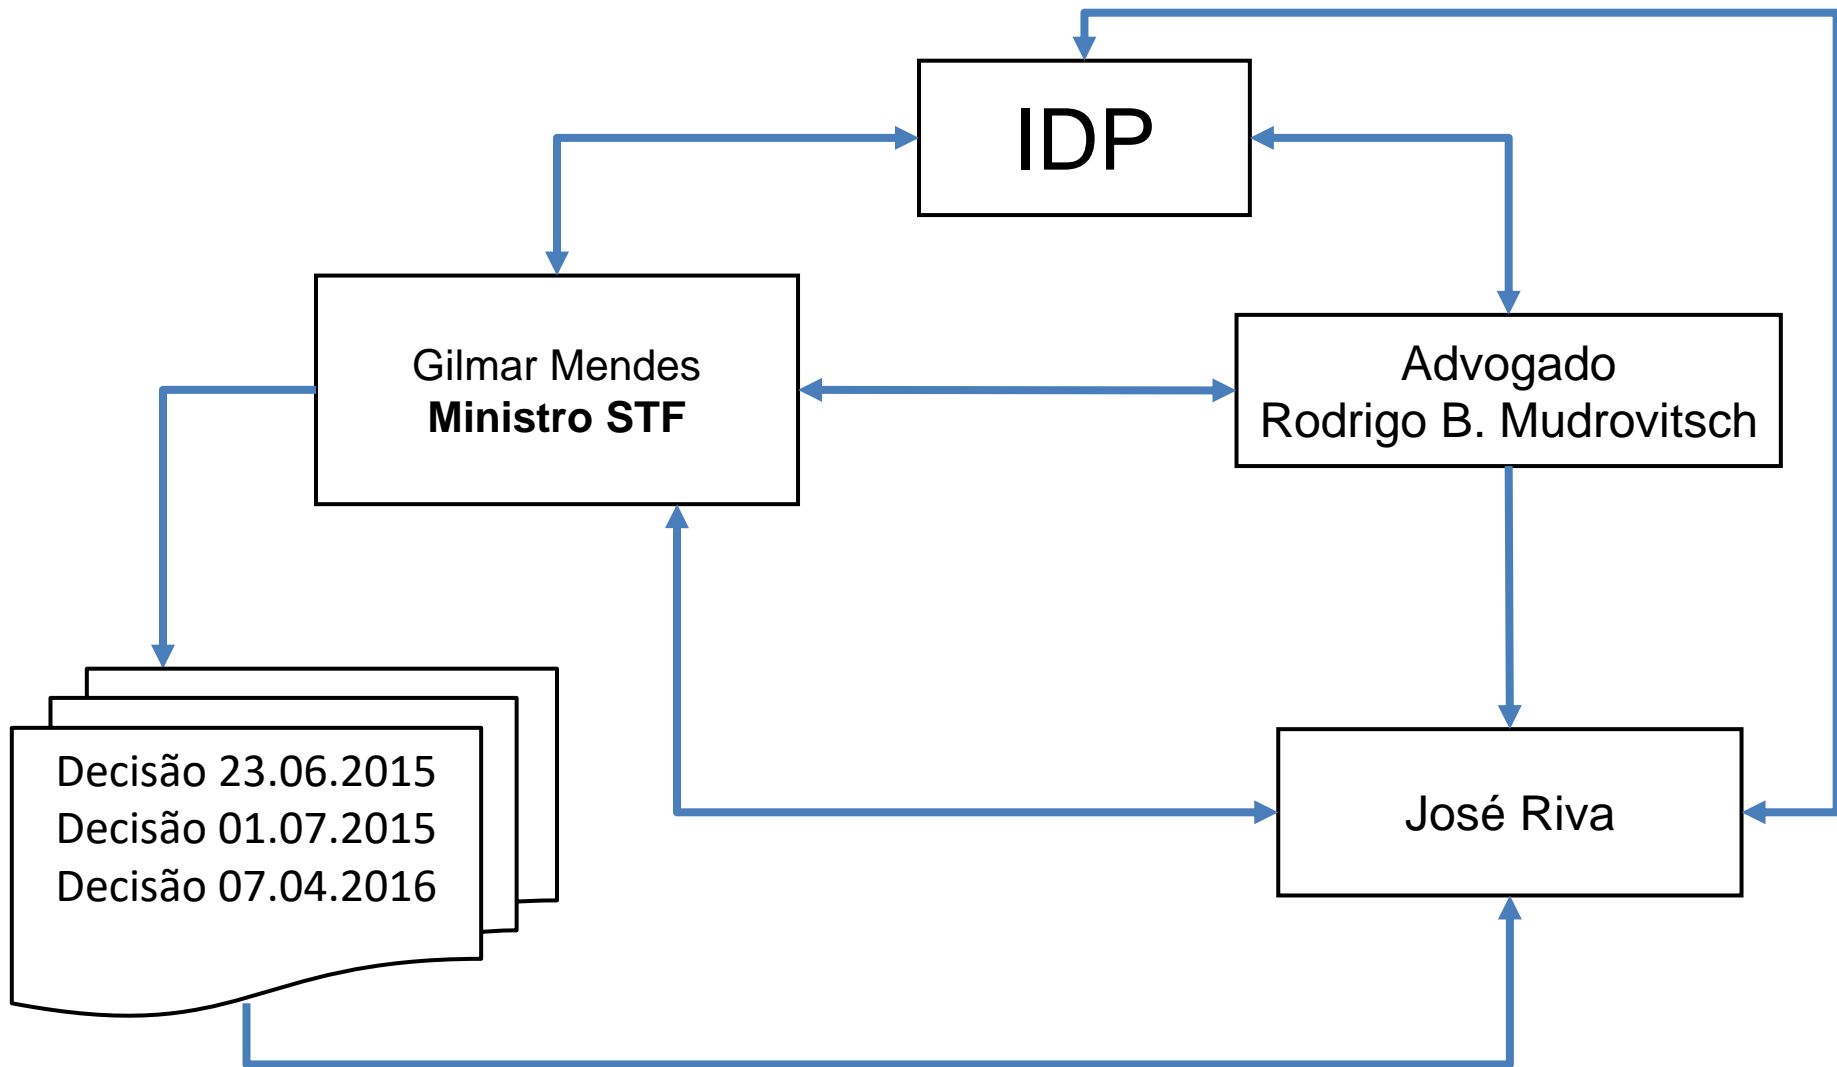 IDP
Gilmar Mendes
Ministro STF
Advogado
Rodrigo B. Mudrovitsch
Decisão 23.06.2015
Decisão 01.07.2015
Decisão 07.04.2016
José Riva